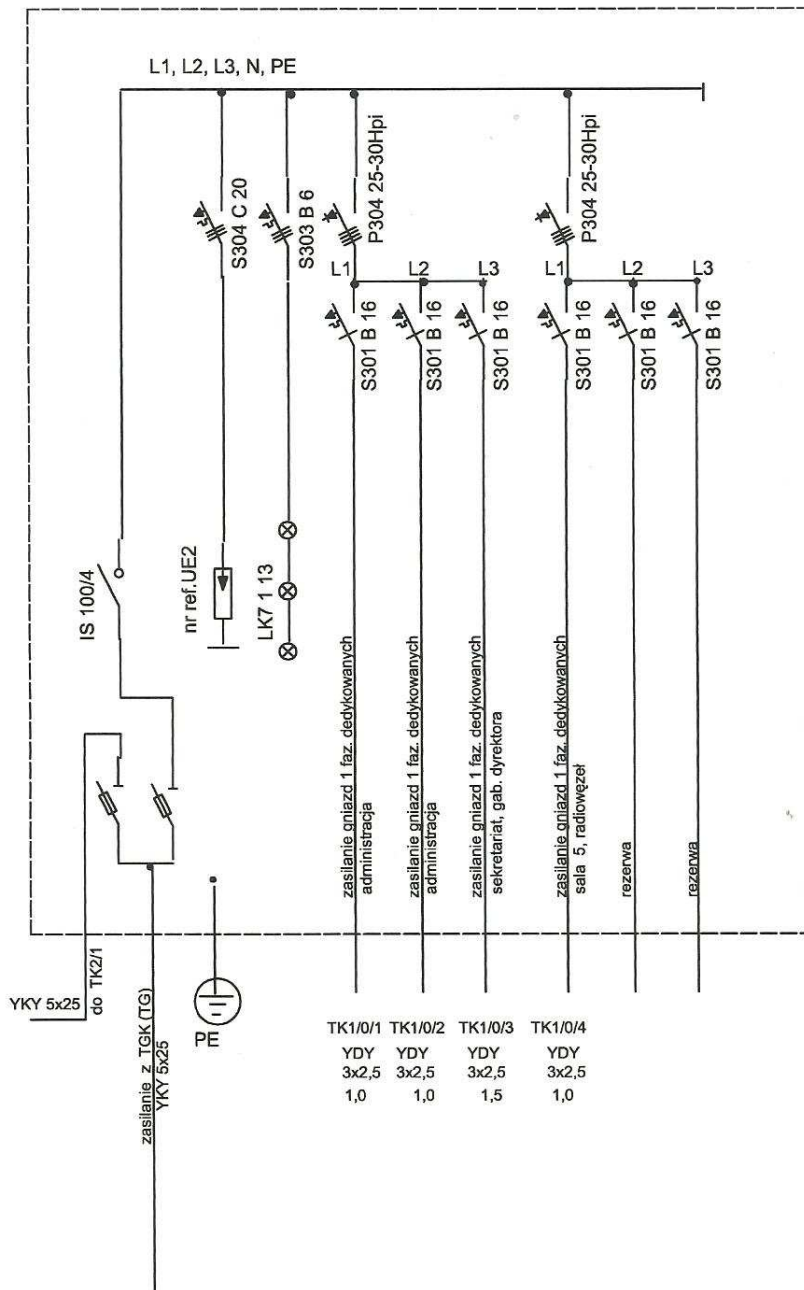 L1, L2, L3, N, PE
S304 C 20
S303 B 6
P304 25-30Hpi
P304 25-30Hpi
L1
L2
L3
L1
L2
L3
S301 B 16
S301 B 16
S301 B 16
S301 B 16
S301 B 16
S301 B 16
IS 100/4
nr ref.UE2
LK7 1 13
zasilanie gniazd 1 faz. dedykowanych
administracja
zasilanie gniazd 1 faz. dedykowanych
administracja
zasilanie gniazd 1 faz. dedykowanych
sekretariat, gab. dyrektora
zasilanie gniazd 1 faz. dedykowanych
sala 5, radiowęzeł
rezerwa
rezerwa
YKY 5x25
do TK2/1
zasilanie z TGK (TG)
YKY 5x25
PE
TK1/0/1 TK1/0/2 TK1/0/3 TK1/0/4
YDY YDY YDY YDY
3x2,5 3x2,5 3x2,5 3x2,5
1,0 1,0 1,5 1,0